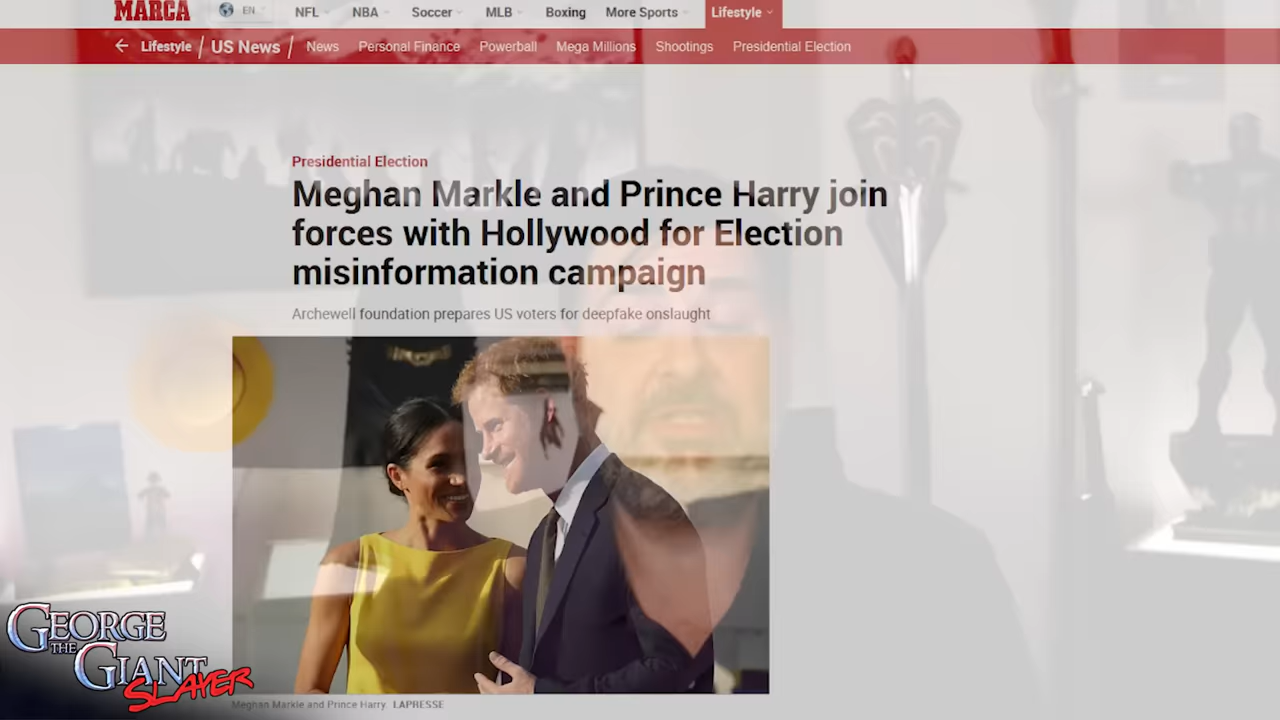 MARCA
EN
NFL
NBA
Soccer
MLB
Boxing
More Sports
Lifestyle
← Lifestyle / US News / News Personal Finance Powerball Mega Millions Shootings Presidential Election
Presidential Election
Meghan Markle and Prince Harry join
forces with Hollywood for Election
misinformation campaign
Archewell foundation prepares US voters for deepfake onslaught
GEORGE
THE
GIANT
SLAYER
Meghan Markle and Prince Harry. LAPRESSE